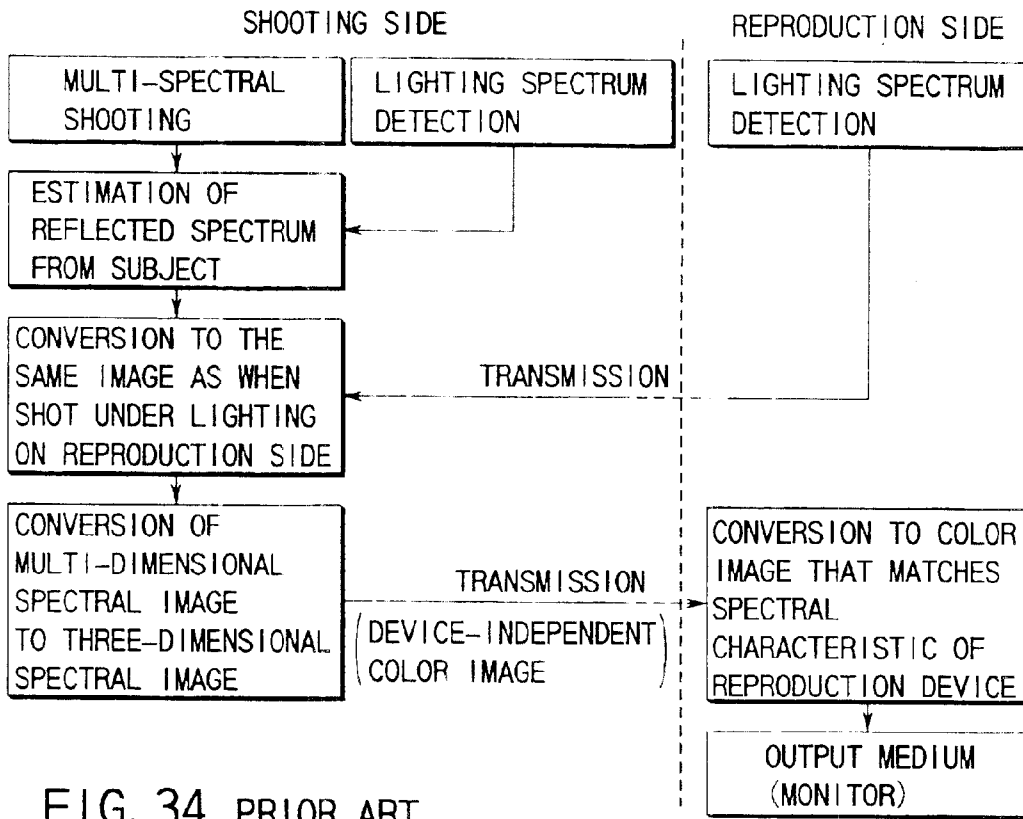 SHOOTING SIDE
REPRODUCTION SIDE
MULTI-SPECTRAL
SHOOTING
LIGHTING SPECTRUM
DETECTION
LIGHTING SPECTRUM
DETECTION
ESTIMATION OF
REFLECTED SPECTRUM
FROM SUBJECT
CONVERSION TO THE
SAME IMAGE AS WHEN
SHOT UNDER LIGHTING
ON REPRODUCTION SIDE
TRANSMISSION
CONVERSION OF
MULTI-DIMENSIONAL
SPECTRAL IMAGE
TO THREE-DIMENSIONAL
SPECTRAL IMAGE
TRANSMISSION
(DEVICE-INDEPENDENT
COLOR IMAGE)
CONVERSION TO COLOR
IMAGE THAT MATCHES
SPECTRAL
CHARACTERISTIC OF
REPRODUCTION DEVICE
OUTPUT MEDIUM
(MONITOR)
FIG. 34 PRIOR ART